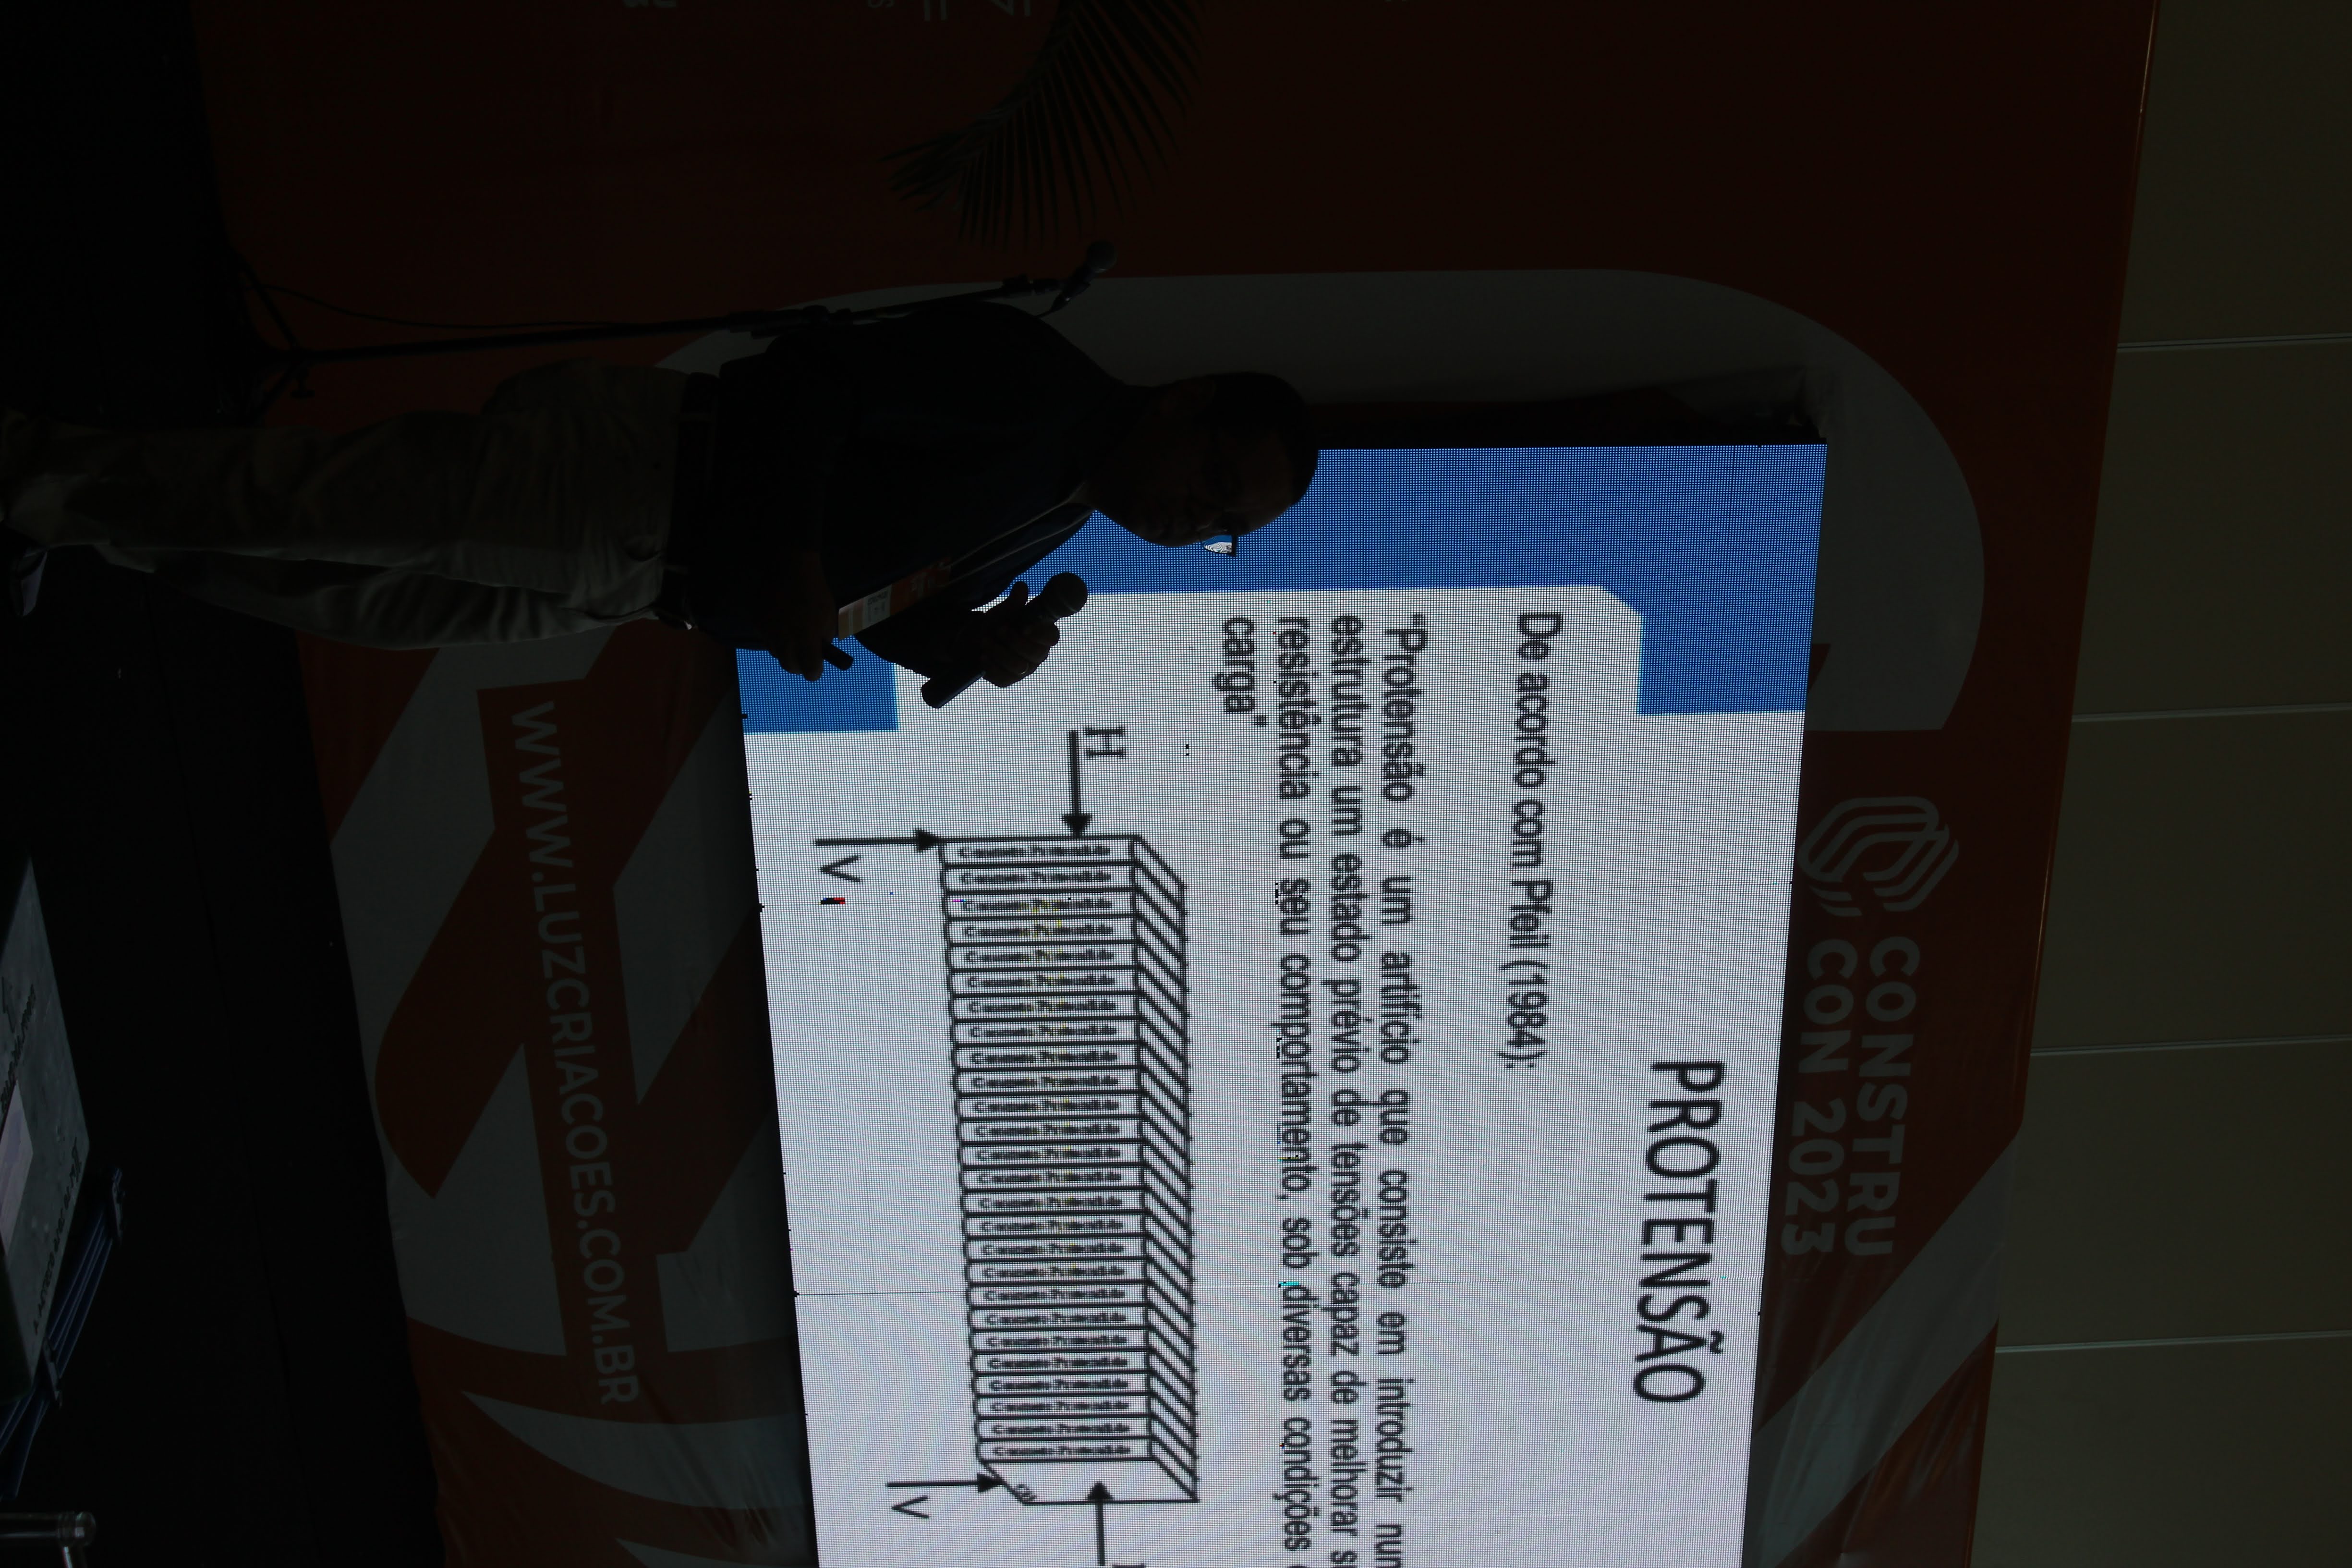 CONSTRU
CON 2023
PROTENSÃO
De acordo com Pfeil (1984):
“Protensão é um artifício que consiste em introduzir
estrutura um estado prévio de tensões capaz de melhorar
resistência ou seu comportamento, sob diversas condições
carga”
H
V
V
WWW.LUZCRIACOES.COM.BR